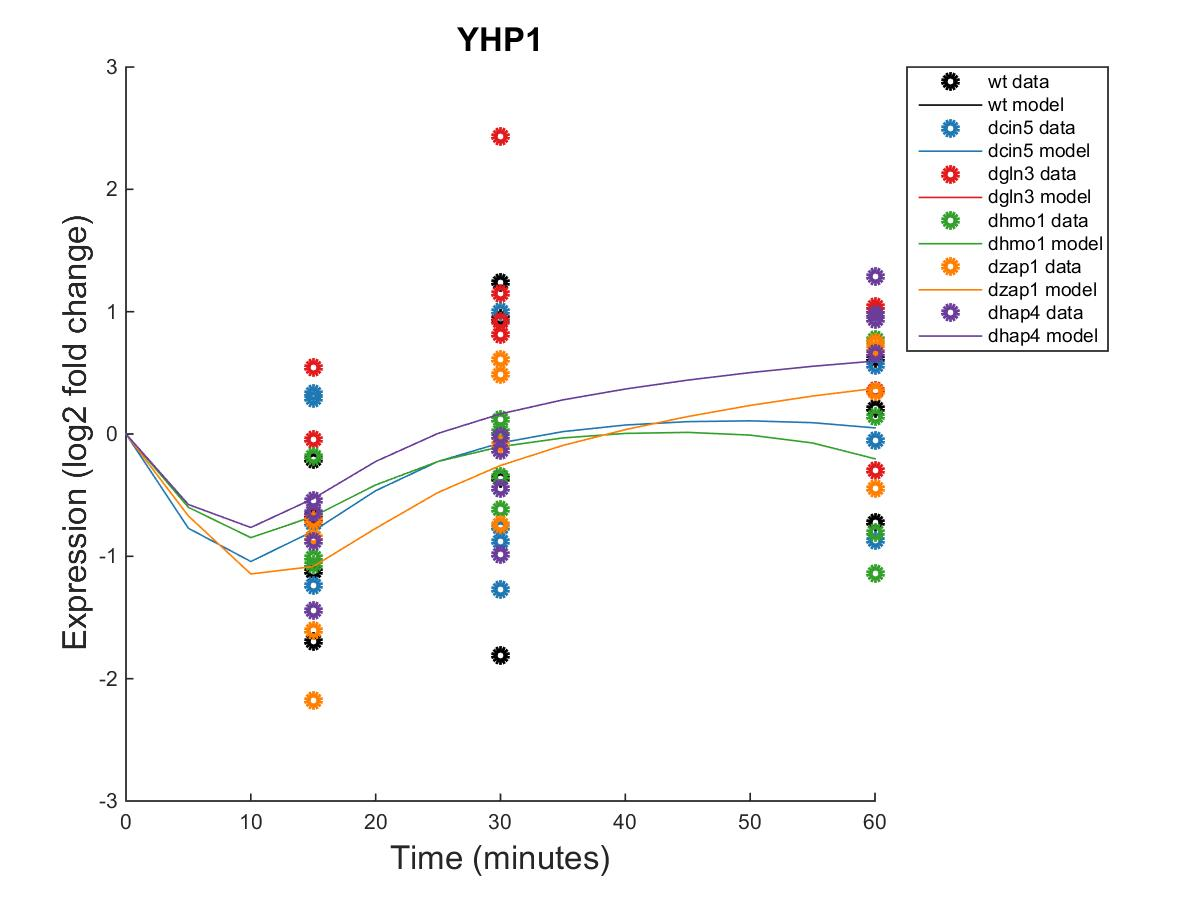 YHP1
Expression (log2 fold change)
3
2
1
0
-1
-2
-3
0 10 20 30 40 50 60
Time (minutes)
wt data
wt model
dcin5 data
dcin5 model
dgln3 data
dgln3 model
dhmo1 data
dhmo1 model
dzap1 data
dzap1 model
dhap4 data
dhap4 model